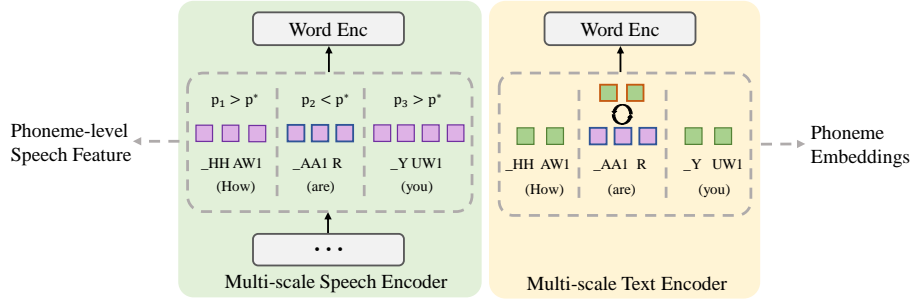 Word Enc
Word Enc
p₁ > p*
p₂ < p*
p₃ > p*
Phoneme-level
Speech Feature
_HH AW1
(How)
_AA1 R
(are)
_Y UW1
(you)
_HH AW1
(How)
_AA1 R
(are)
_Y UW1
(you)
Phoneme
Embeddings
...
Multi-scale Speech Encoder
Multi-scale Text Encoder